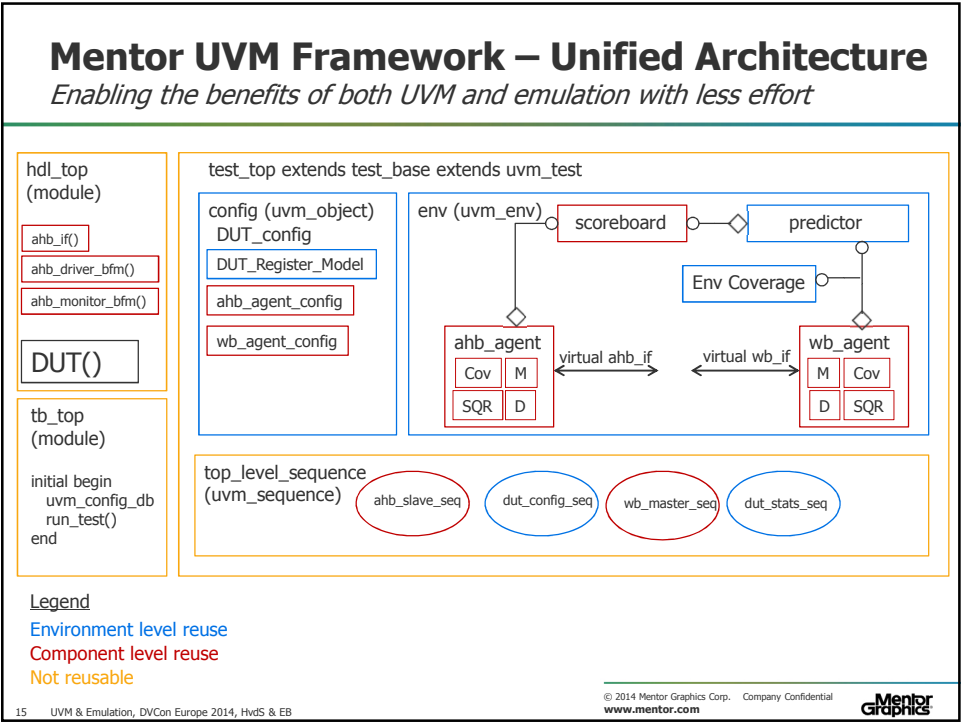 Mentor UVM Framework – Unified Architecture
Enabling the benefits of both UVM and emulation with less effort
hdl_top
(module)
ahb_if()
ahb_driver_bfm()
ahb_monitor_bfm()
DUT()
tb_top
(module)
initial begin
uvm_config_db
run_test()
end
test_top extends test_base extends uvm_test
config (uvm_object)
DUT_config
DUT_Register_Model
ahb_agent_config
wb_agent_config
env (uvm_env)
scoreboard
predictor
Env Coverage
ahb_agent
Cov M
SQR D
virtual ahb_if
virtual wb_if
wb_agent
M Cov
D SQR
top_level_sequence
(uvm_sequence)
ahb_slave_seq
dut_config_seq
wb_master_seq
dut_stats_seq
Legend
Environment level reuse
Component level reuse
Not reusable
15 UVM & Emulation, DVCon Europe 2014, HvdS & EB
© 2014 Mentor Graphics Corp. Company Confidential
www.mentor.com
Mentor
Graphics